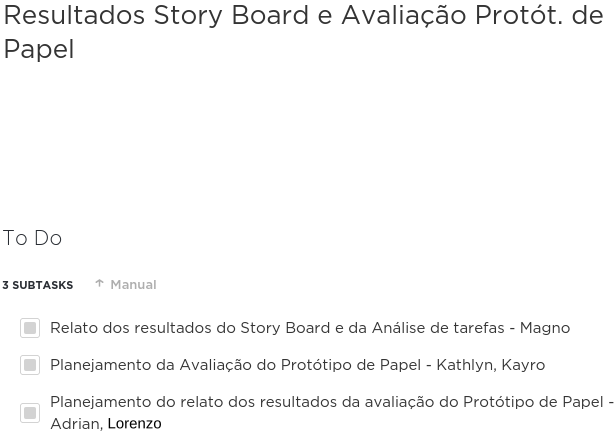 Resultados Story Board e Avaliação Protót. de
Papel
To Do
3 SUBTASKS ↑ Manual
Relato dos resultados do Story Board e da Análise de tarefas - Magno
Planejamento da Avaliação do Protótipo de Papel - Kathlyn, Kayro
Planejamento do relato dos resultados da avaliação do Protótipo de Papel -
Adrian, Lorenzo